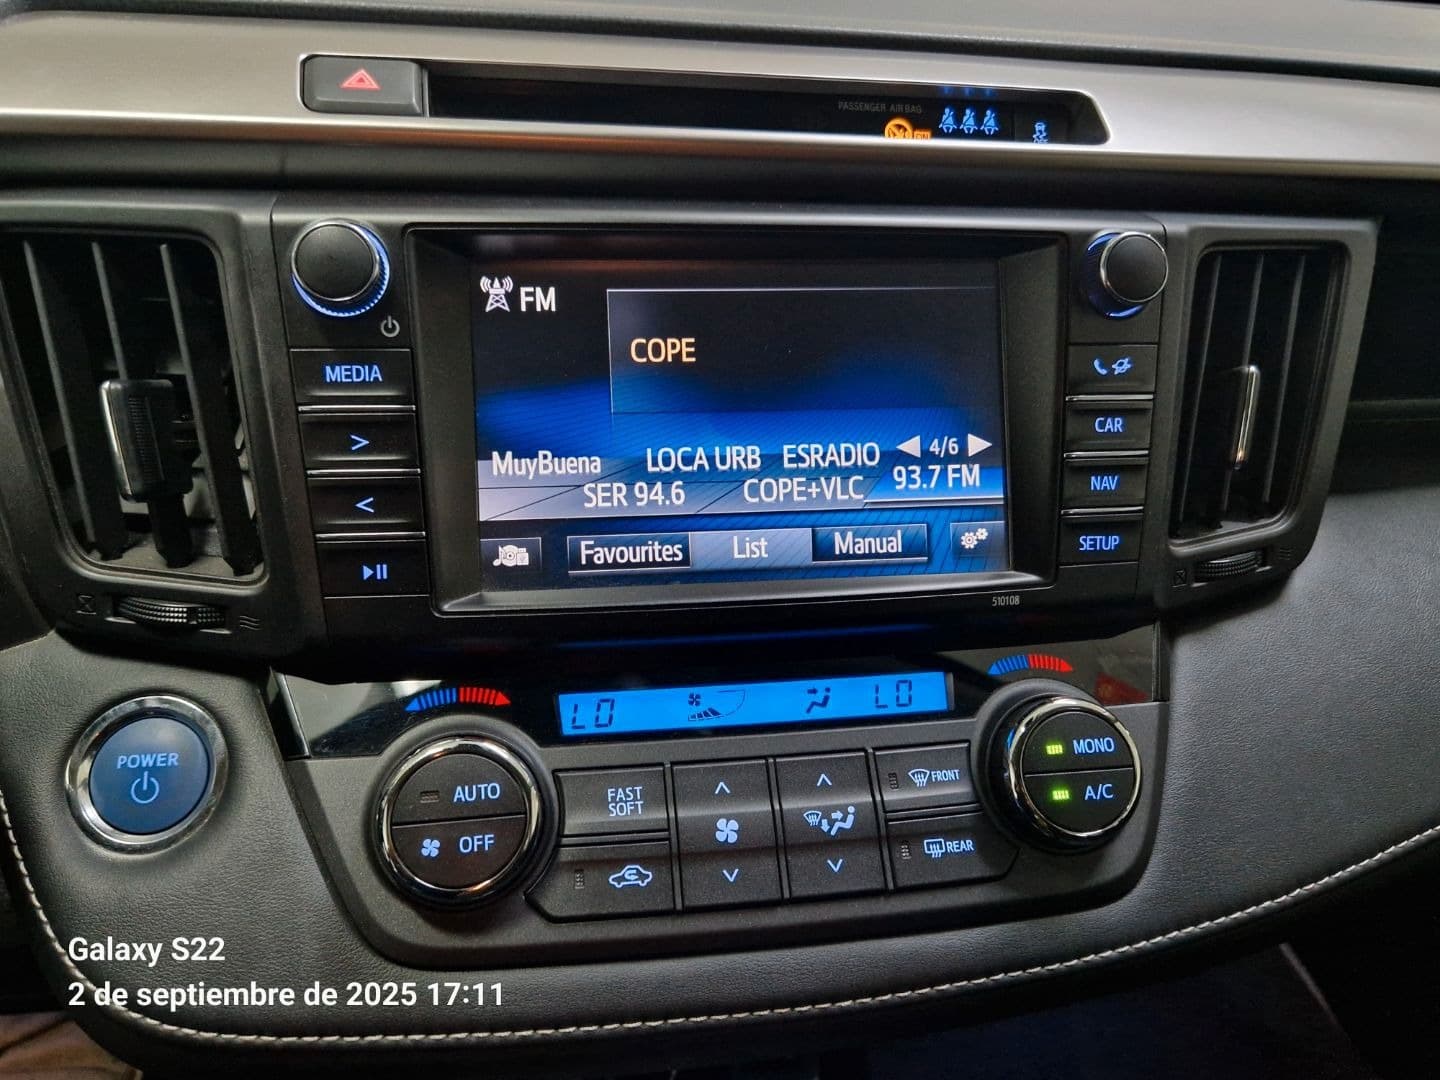 PASSENGER AIR BAG
OFF
FM
COPE
MuyBuena LOCA URB ESRADIO 4/6
SER 94.6 COPE+VLC 93.7 FM
Favourites List Manual
510108
MEDIA
>
<
CAR
NAV
SETUP
LO LO
POWER
AUTO
OFF
FAST
SOFT
FRONT
REAR
MONO
A/C
Galaxy S22
2 de septiembre de 2025 17:11